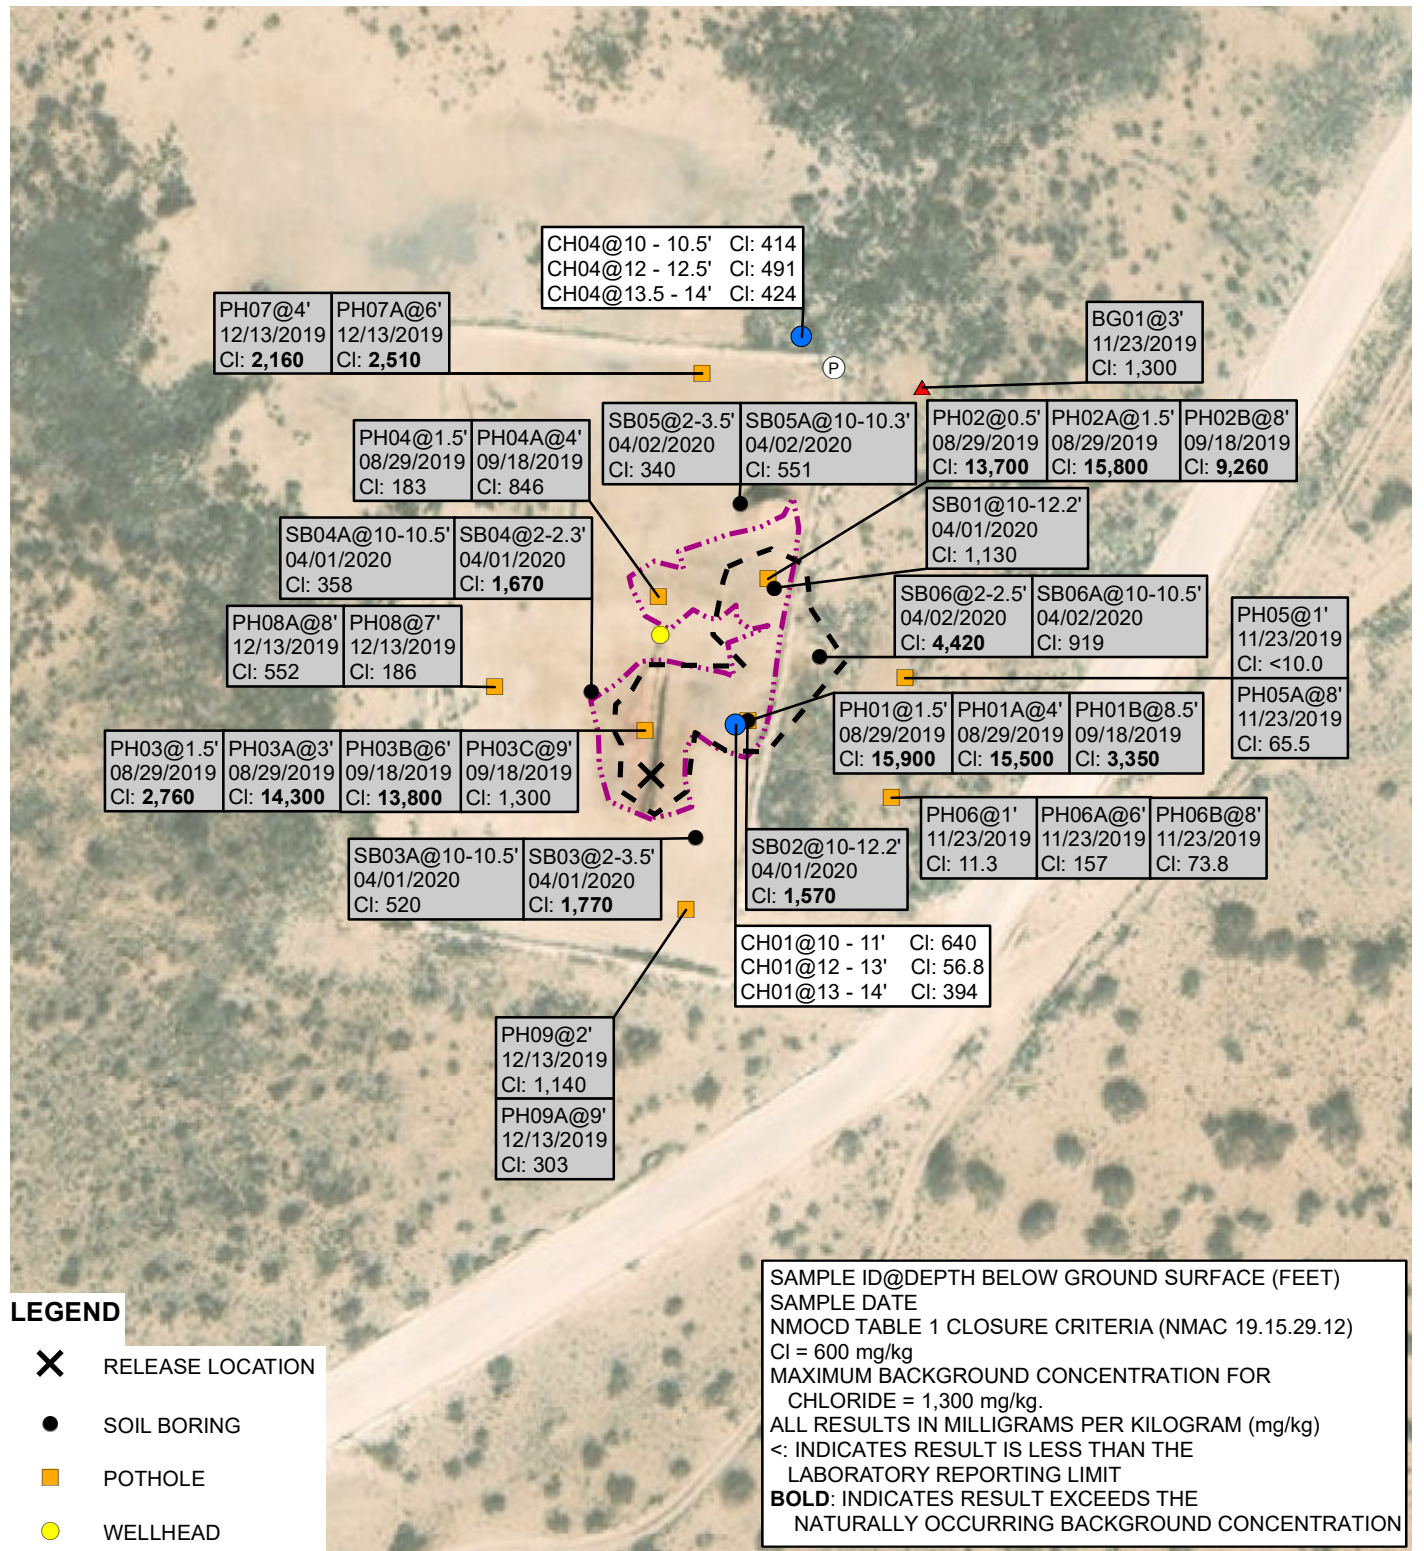 CH04@10 - 10.5' Cl: 414
CH04@12 - 12.5' Cl: 491
CH04@13.5 - 14' Cl: 424
PH07@4'
12/13/2019
Cl: 2,160
PH07A@6'
12/13/2019
Cl: 2,510
P
BG01@3'
11/23/2019
Cl: 1,300
PH04@1.5'
08/29/2019
Cl: 183
PH04A@4'
09/18/2019
Cl: 846
SB05@2-3.5'
04/02/2020
Cl: 340
SB05A@10-10.3'
04/02/2020
Cl: 551
PH02@0.5'
08/29/2019
Cl: 13,700
PH02A@1.5'
08/29/2019
Cl: 15,800
PH02B@8'
09/18/2019
Cl: 9,260
SB01@10-12.2'
04/01/2020
Cl: 1,130
SB04A@10-10.5'
04/01/2020
Cl: 358
SB04@2-2.3'
04/01/2020
Cl: 1,670
SB06@2-2.5'
04/02/2020
Cl: 4,420
SB06A@10-10.5'
04/02/2020
Cl: 919
PH08A@8'
12/13/2019
Cl: 552
PH08@7'
12/13/2019
Cl: 186
PH05@1'
11/23/2019
Cl: <10.0
PH05A@8'
11/23/2019
Cl: 65.5
PH03@1.5'
08/29/2019
Cl: 2,760
PH03A@3'
08/29/2019
Cl: 14,300
PH03B@6'
09/18/2019
Cl: 13,800
PH03C@9'
09/18/2019
Cl: 1,300
PH01@1.5'
08/29/2019
Cl: 15,900
PH01A@4'
08/29/2019
Cl: 15,500
PH01B@8.5'
09/18/2019
Cl: 3,350
PH06@1'
11/23/2019
Cl: 11.3
PH06A@6'
11/23/2019
Cl: 157
PH06B@8'
11/23/2019
Cl: 73.8
SB03A@10-10.5'
04/01/2020
Cl: 520
SB03@2-3.5'
04/01/2020
Cl: 1,770
SB02@10-12.2'
04/01/2020
Cl: 1,570
CH01@10 - 11' Cl: 640
CH01@12 - 13' Cl: 56.8
CH01@13 - 14' Cl: 394
PH09@2'
12/13/2019
Cl: 1,140
PH09A@9'
12/13/2019
Cl: 303
LEGEND
RELEASE LOCATION
SOIL BORING
POTHOLE
WELLHEAD
SAMPLE ID@DEPTH BELOW GROUND SURFACE (FEET)
SAMPLE DATE
NMOCD TABLE 1 CLOSURE CRITERIA (NMAC 19.15.29.12)
Cl = 600 mg/kg
MAXIMUM BACKGROUND CONCENTRATION FOR
CHLORIDE = 1,300 mg/kg.
ALL RESULTS IN MILLIGRAMS PER KILOGRAM (mg/kg)
<: INDICATES RESULT IS LESS THAN THE
LABORATORY REPORTING LIMIT
BOLD: INDICATES RESULT EXCEEDS THE
NATURALLY OCCURRING BACKGROUND CONCENTRATION